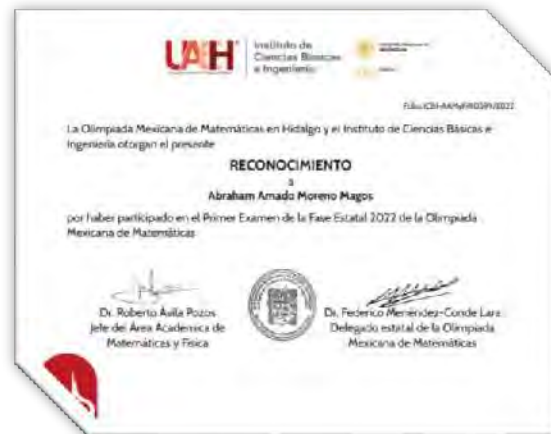 UAEH
Instituto de
Ciencias Básicas
e Ingeniería
La Olimpiada Mexicana de Matemáticas en Hidalgo y el Instituto de Ciencias Básicas e
Ingeniería otorgan el presente
RECONOCIMIENTO
a
Abraham Amado Moreno Magos
por haber participado en el Primer Examen de la Fase Estatal 2022 de la Olimpiada
Mexicana de Matemáticas
Dr. Roberto Ávila Pozos
Jefe del Área Académica de
Matemáticas y Física
Dr. Federico Menéndez-Conde Lara
Delegado estatal de la Olimpiada
Mexicana de Matemáticas